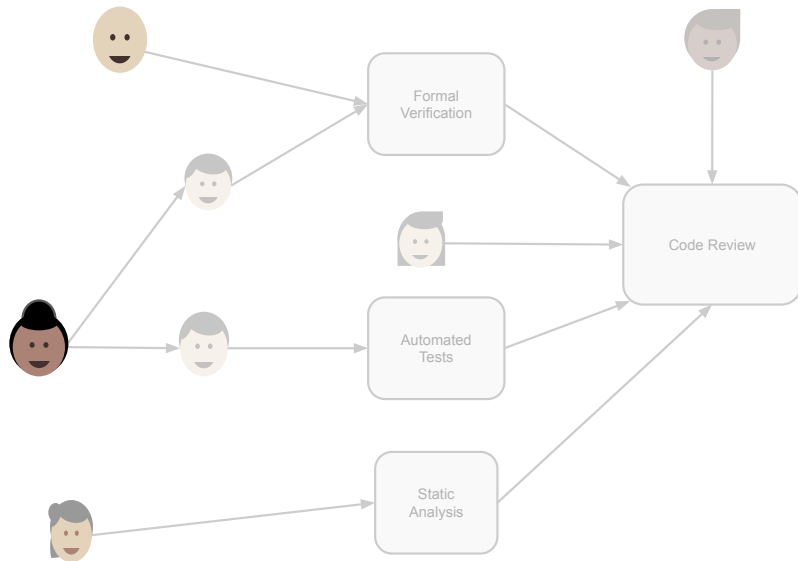 Formal
Verification
Code Review
Automated
Tests
Static
Analysis